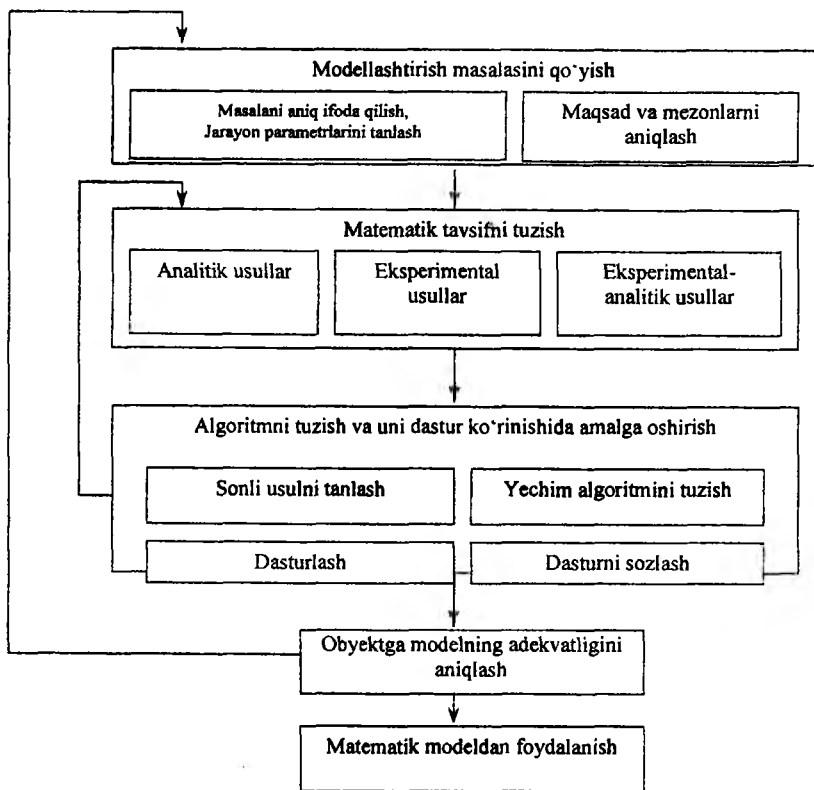 Modellashtirish masalasini qo‘yish
Masalani aniq ifoda qilish,
Jarayon parametrlarini tanlash
Maqsad va mezonlarni
aniqlash
Matematik tavsifni tuzish
Analitik usullar
Eksperimental
usullar
Eksperimental-
analitik usullar
Algoritmni tuzish va uni dastur ko‘rinishida amalga oshirish
Sonli usulni tanlash
Yechim algoritmini tuzish
Dasturlash
Dasturni sozlash
Obyektga modelning adekvatligini
aniqlash
Matematik modeldan foydalanish